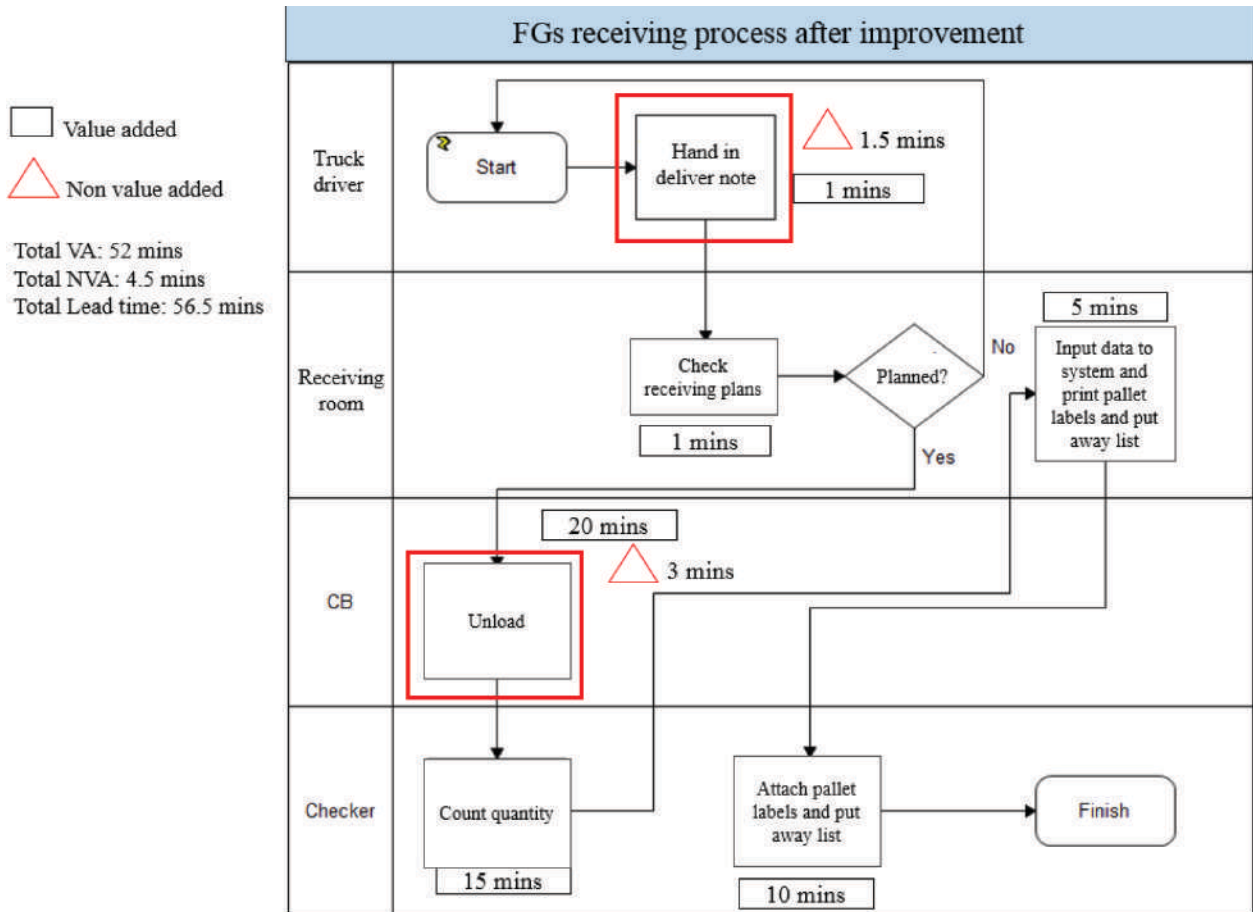 FGs receiving process after improvement
Value added
Non value added
Total VA: 52 mins
Total NVA: 4.5 mins
Total Lead time: 56.5 mins
Truck
driver
Start
Hand in
deliver note
1.5 mins
1 mins
Receiving
room
Check
receiving plans
1 mins
Planned?
No
Yes
5 mins
Input data to
system and
print pallet
labels and put
away list
CB
20 mins
3 mins
Unload
Checker
Count quantity
15 mins
Attach pallet
labels and put
away list
10 mins
Finish